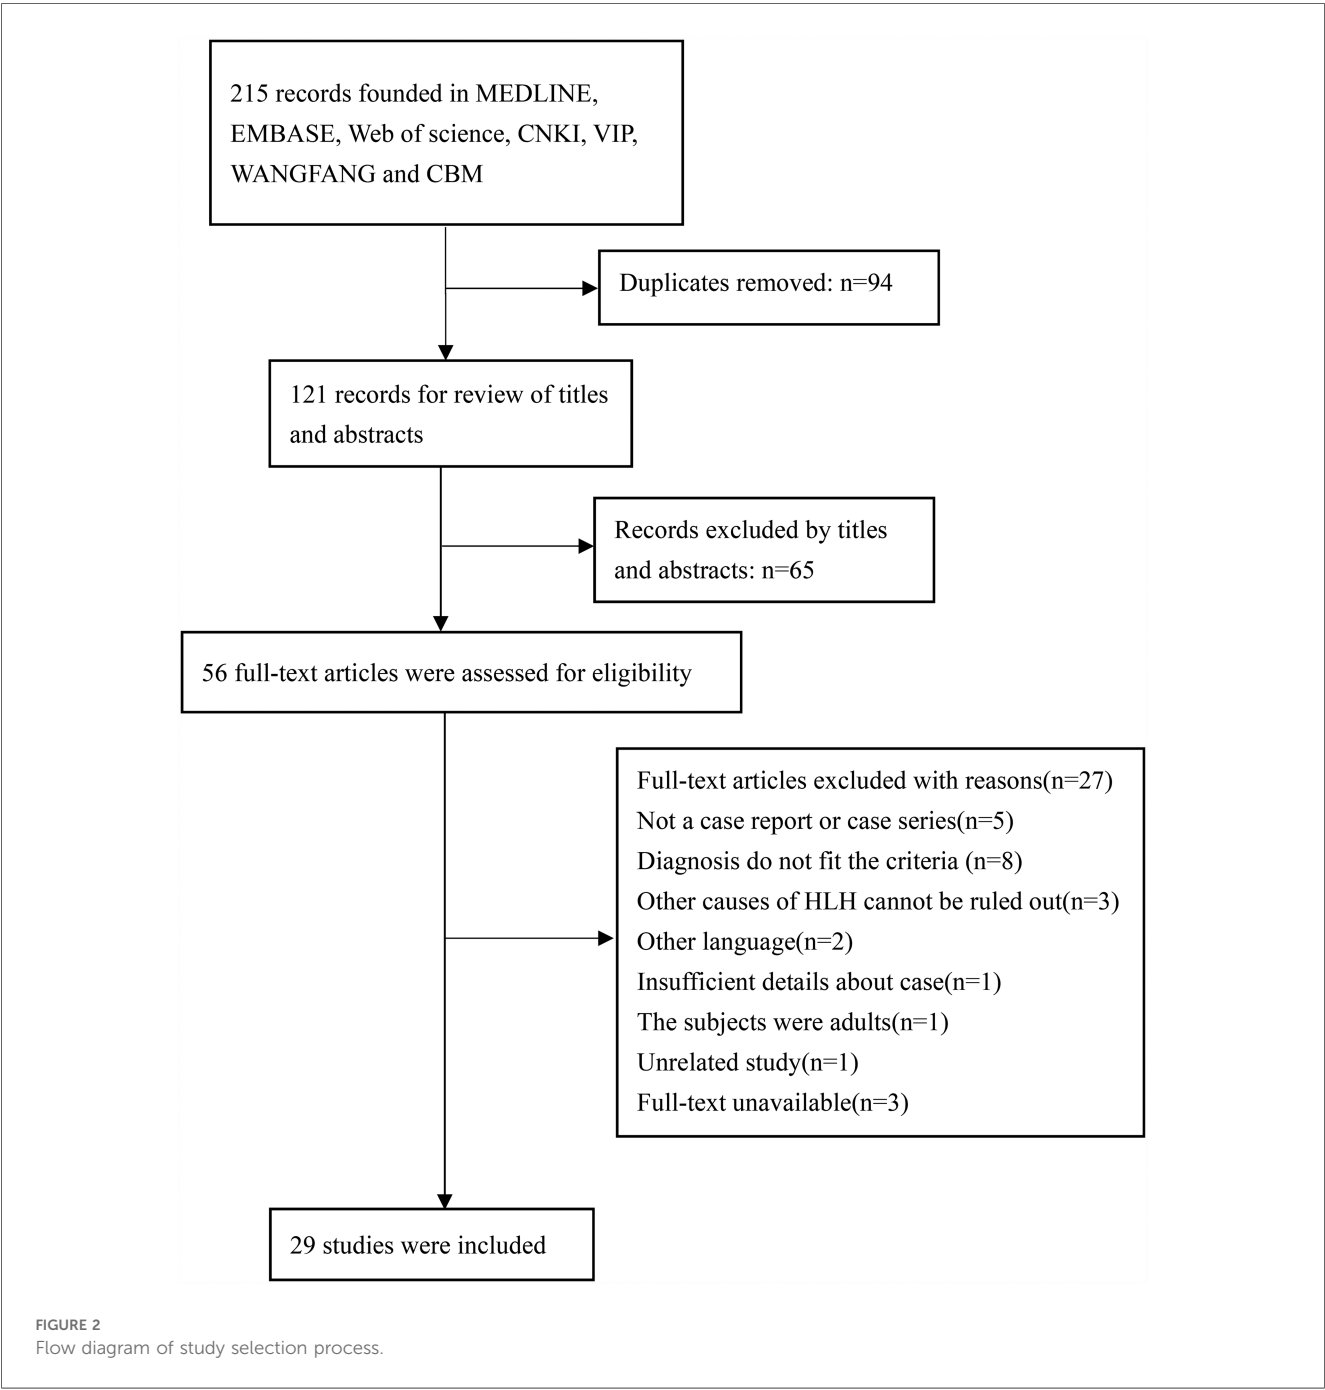 215 records founded in MEDLINE,
EMBASE, Web of science, CNKI, VIP,
WANGFANG and CBM
Duplicates removed: n=94
121 records for review of titles
and abstracts
Records excluded by titles
and abstracts: n=65
56 full-text articles were assessed for eligibility
Full-text articles excluded with reasons(n=27)
Not a case report or case series(n=5)
Diagnosis do not fit the criteria (n=8)
Other causes of HLH cannot be ruled out(n=3)
Other language(n=2)
Insufficient details about case(n=1)
The subjects were adults(n=1)
Unrelated study(n=1)
Full-text unavailable(n=3)
29 studies were included
FIGURE 2
Flow diagram of study selection process.